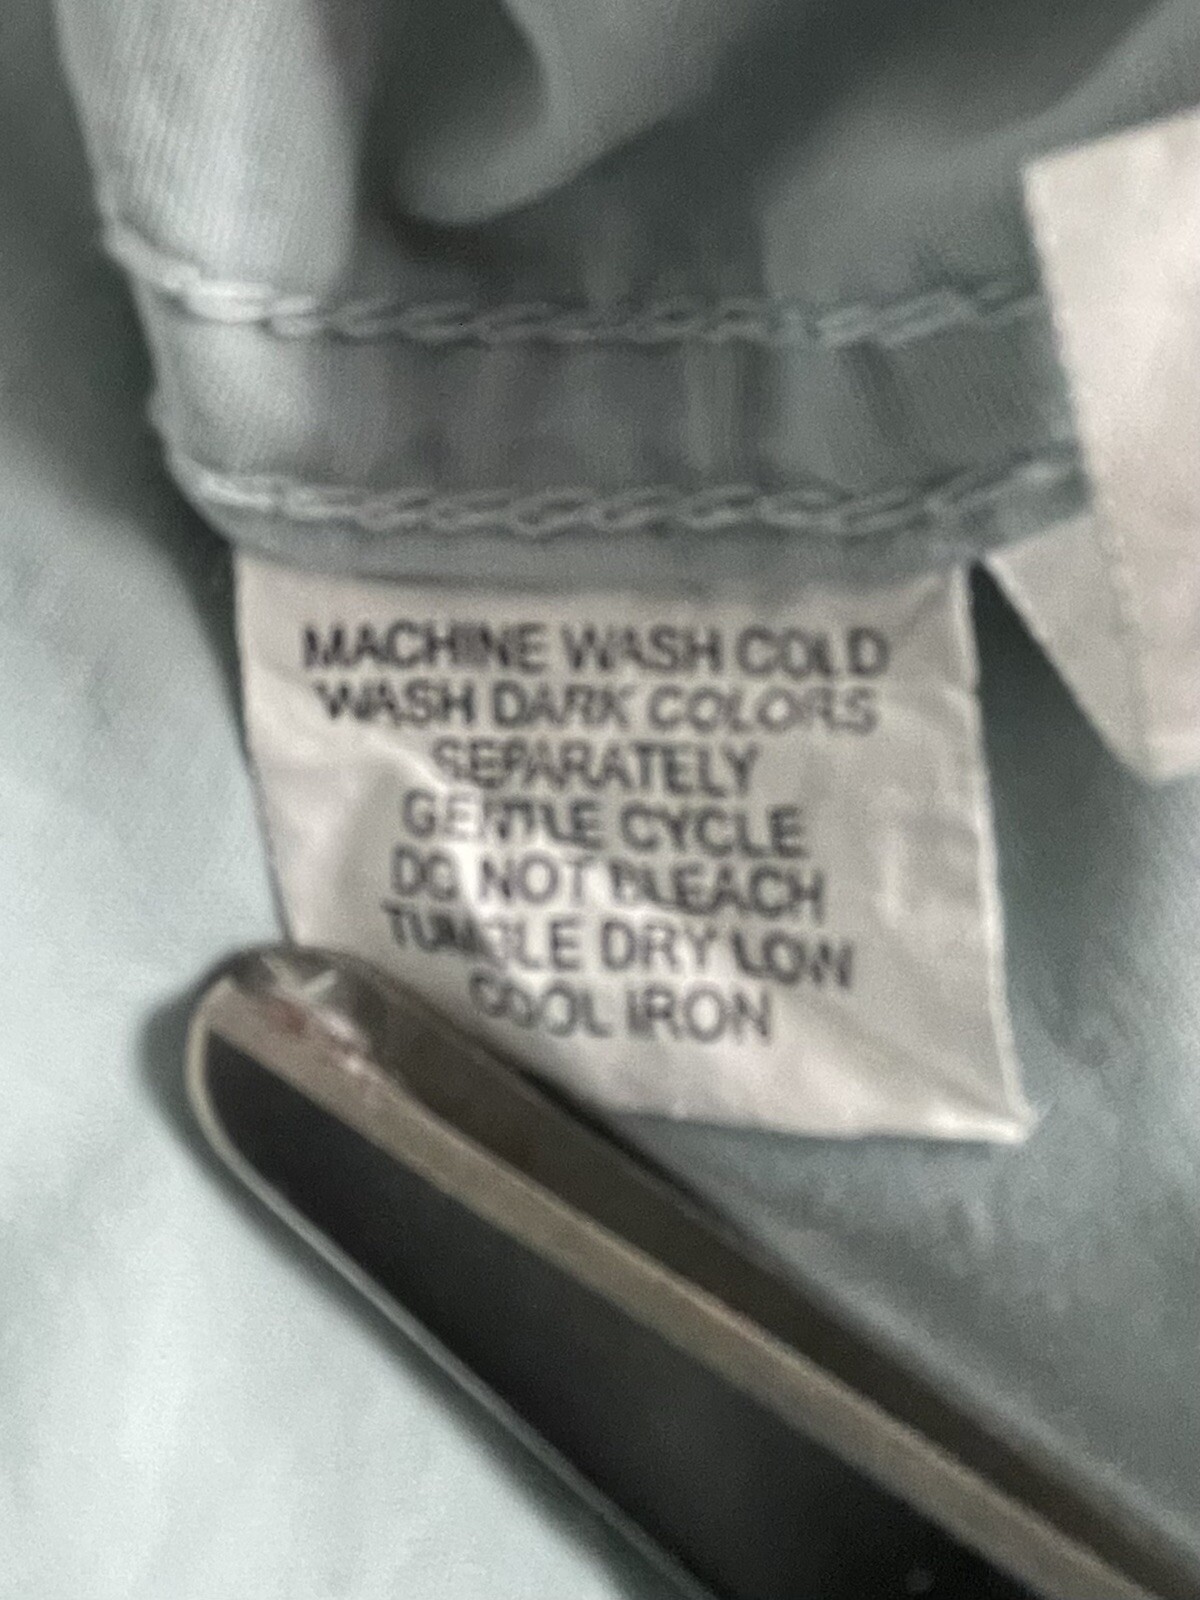 MACHINE WASH COLD
WASH DARK COLORS
SEPARATELY
GENTLE CYCLE
DO NOT BLEACH
TUMBLE DRY LOW
COOL IRON